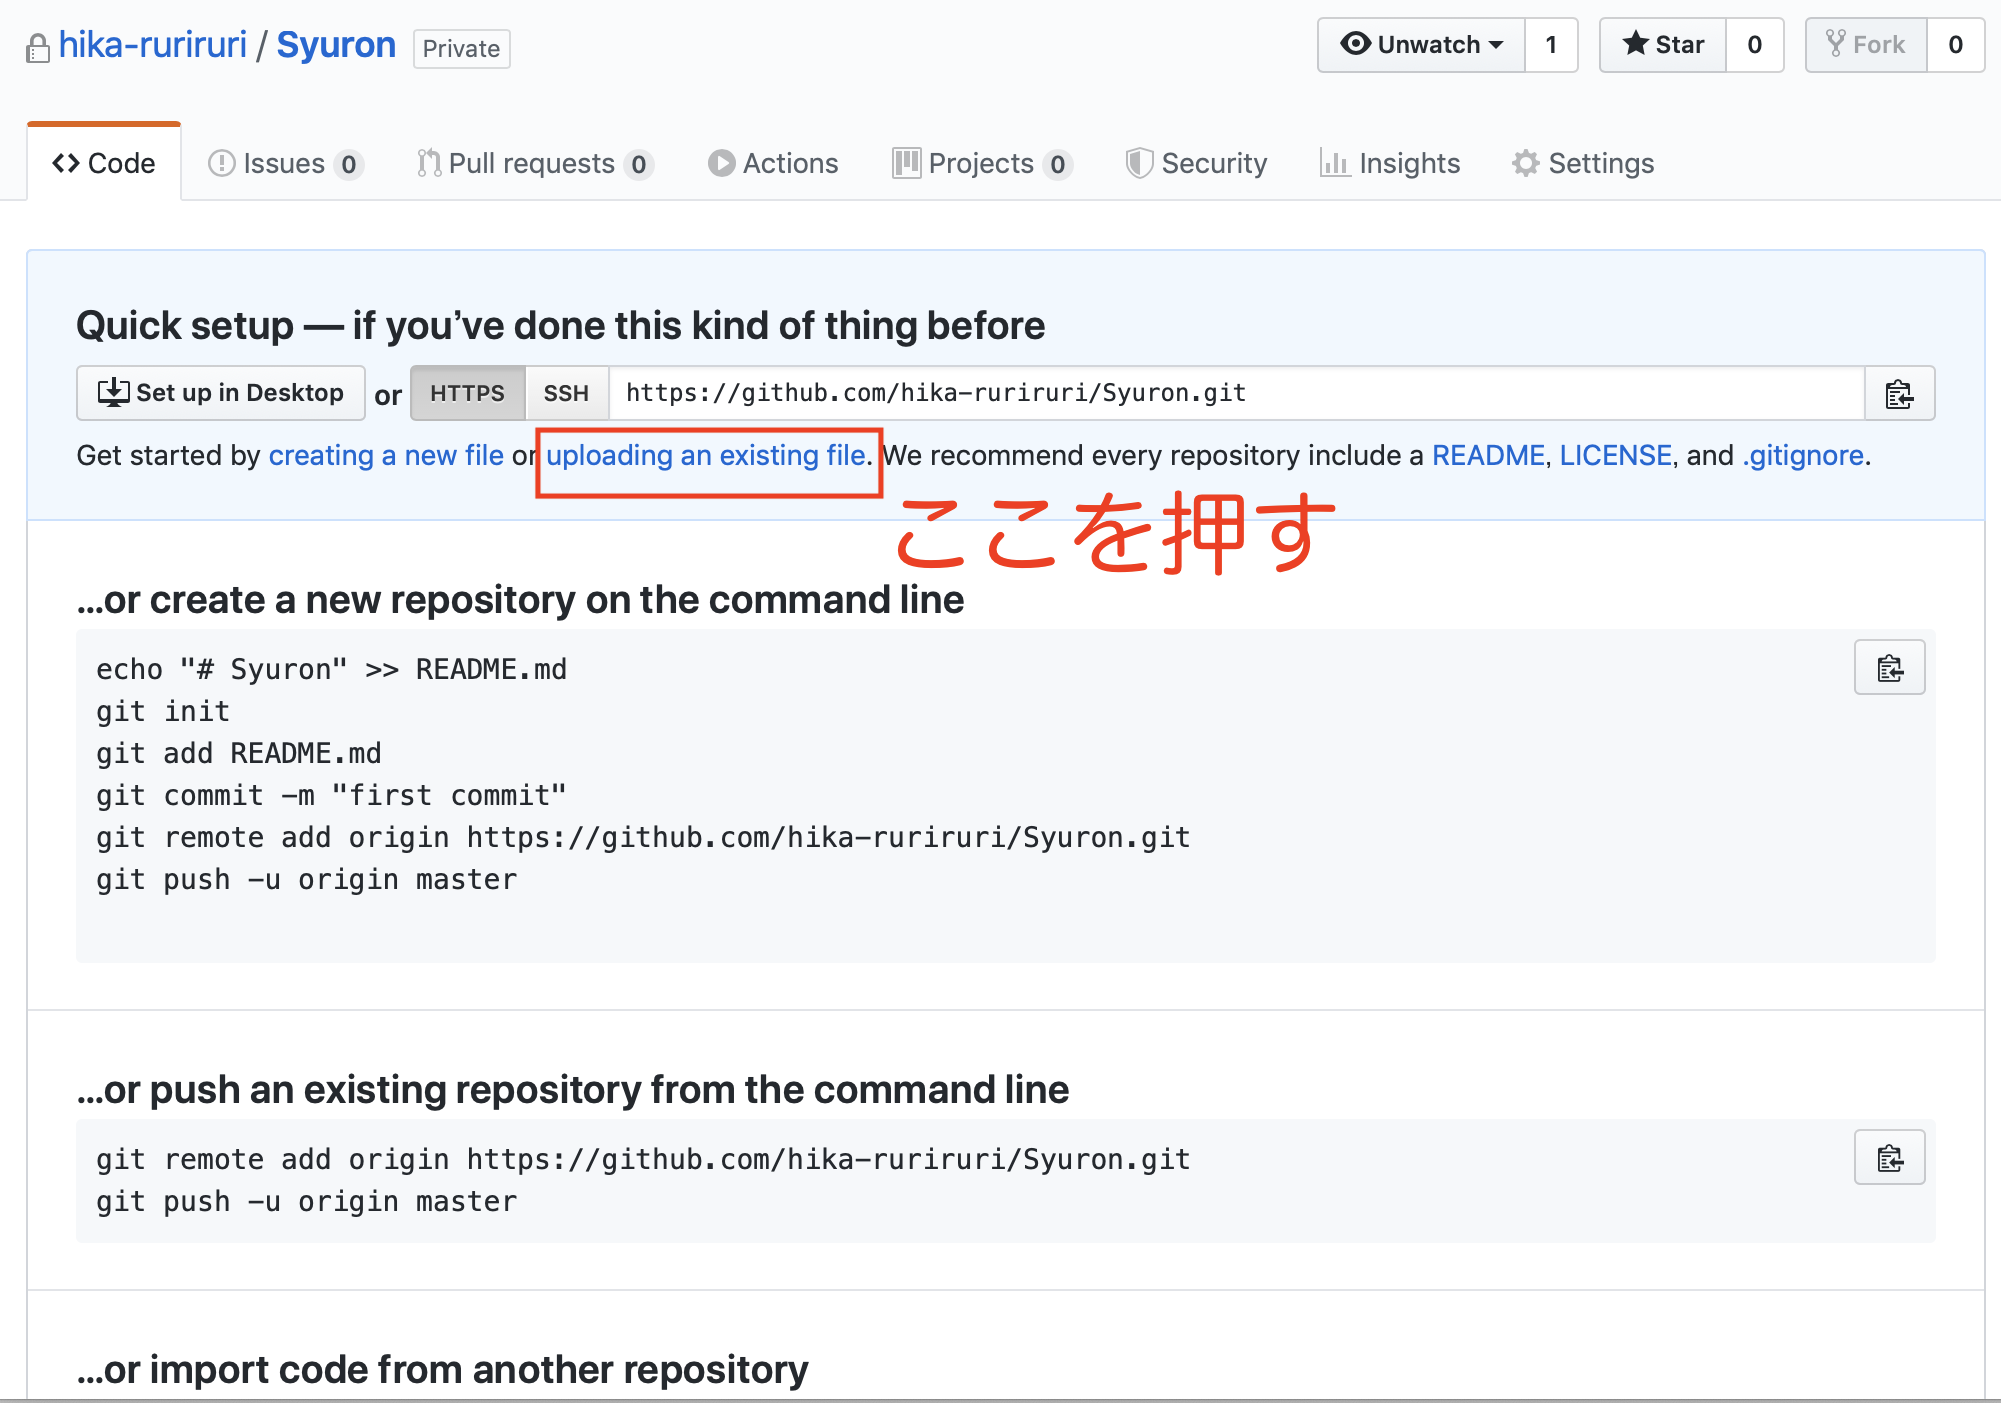 hika-ruriruri / Syuron Private
Unwatch 1 Star 0 Fork 0
Code Issues 0 Pull requests 0 Actions Projects 0 Security Insights Settings
Quick setup — if you’ve done this kind of thing before
Set up in Desktop or HTTPS SSH https://github.com/hika-ruriruri/Syuron.git
Get started by creating a new file or uploading an existing file. We recommend every repository include a README, LICENSE, and .gitignore.
ここを押す
…or create a new repository on the command line
echo "# Syuron" >> README.md
git init
git add README.md
git commit -m "first commit"
git remote add origin https://github.com/hika-ruriruri/Syuron.git
git push -u origin master
…or push an existing repository from the command line
git remote add origin https://github.com/hika-ruriruri/Syuron.git
git push -u origin master
…or import code from another repository